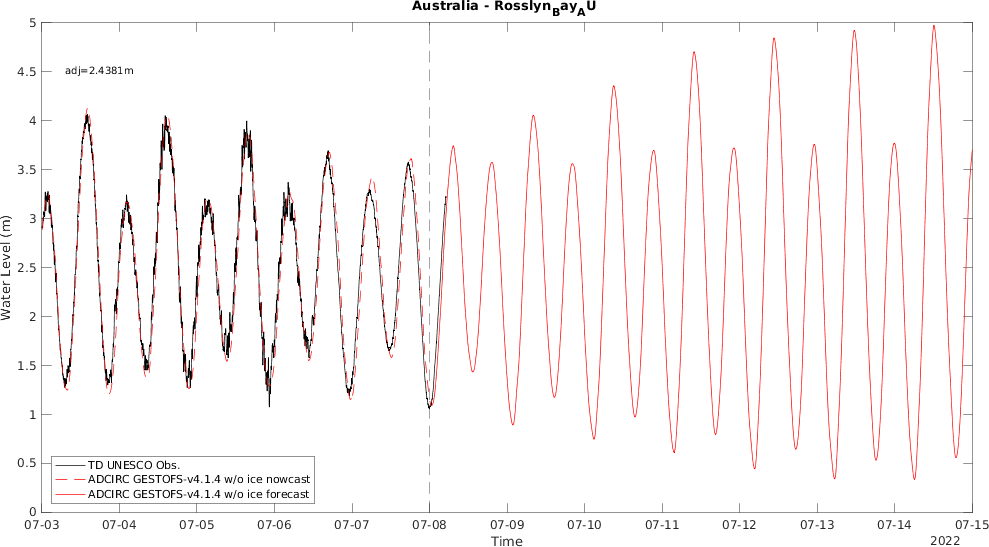 Australia - Rosslyn_Bay_AU
5
4.5
4
3.5
3
2.5
2
1.5
1
0.5
0
Water Level (m)
adj=2.4381m
TD UNESCO Obs.
ADCIRC GESTOFS-v4.1.4 w/o ice nowcast
ADCIRC GESTOFS-v4.1.4 w/o ice forecast
07-03 07-04 07-05 07-06 07-07 07-08 07-09 07-10 07-11 07-12 07-13 07-14 07-15
Time
2022